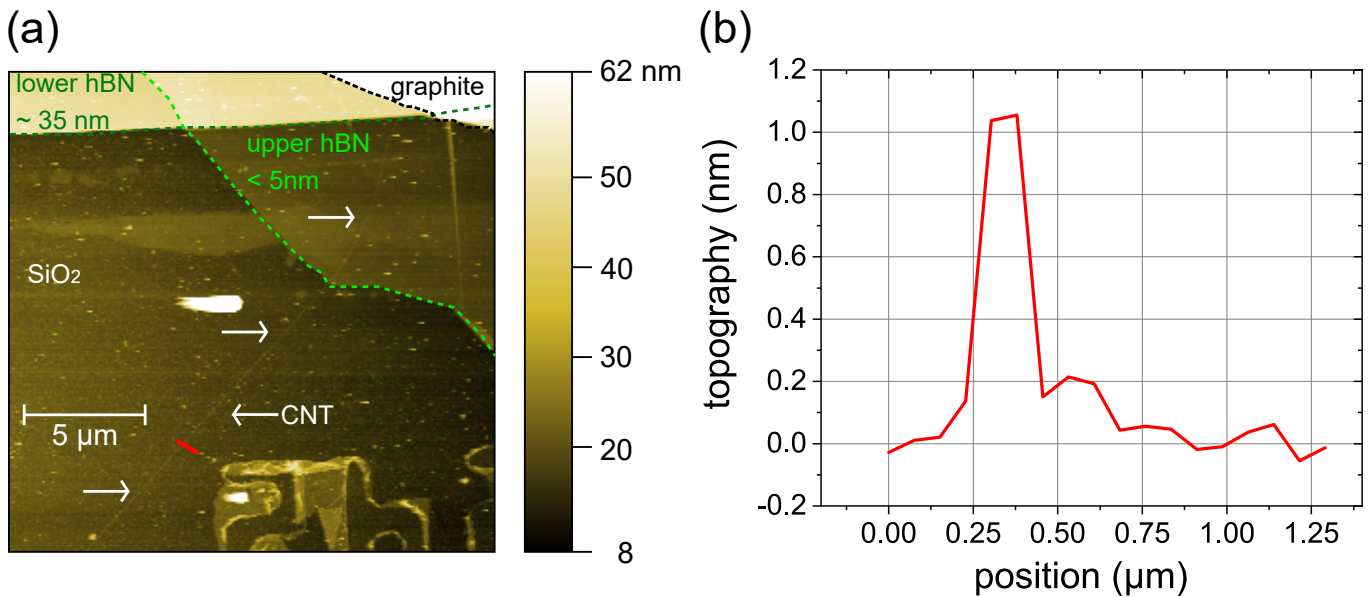 (a)
lower hBN
~ 35 nm
graphite
upper hBN
< 5nm
SiO2
CNT
5 µm
62 nm
50
40
30
20
8
(b)
1.2
1.0
0.8
0.6
0.4
0.2
0.0
-0.2
topography (nm)
0.00 0.25 0.50 0.75 1.00 1.25
position (µm)